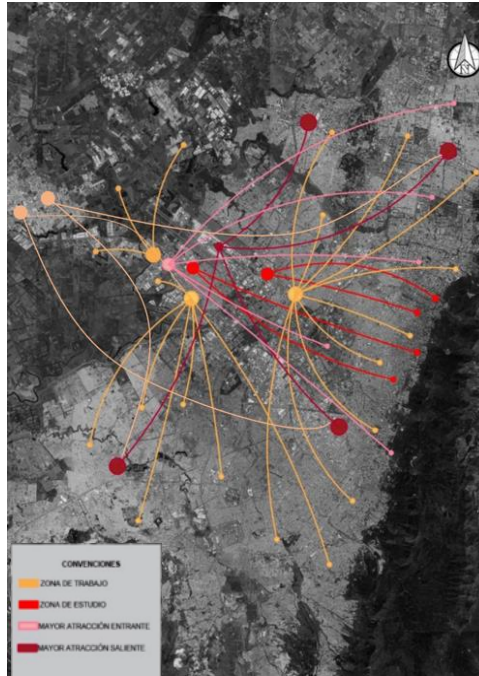 CONVENCIONES
ZONA DE TRABAJO
ZONA DE ESTUDIO
MAYOR ATRACCIÓN ENTRANTE
MAYOR ATRACCIÓN SALIENTE